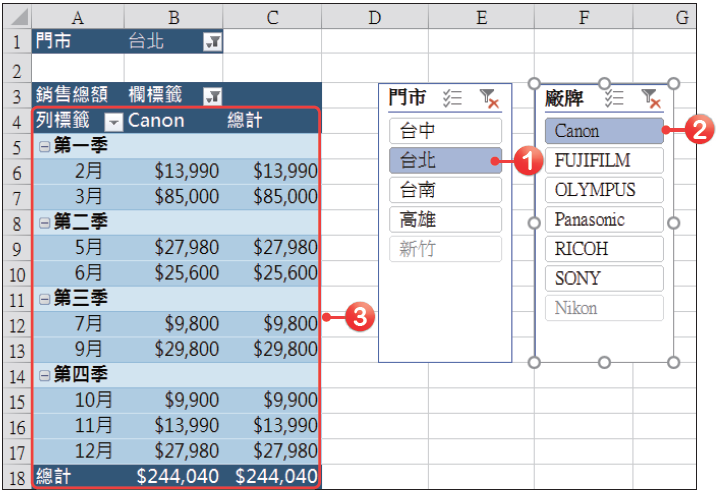 A B C D E F G
1 門市 台北
2
3 銷售總額 欄標籤
4 列標籤 Canon 總計
5 第一季
6 2月 $13,990 $13,990
7 3月 $85,000 $85,000
8 第二季
9 5月 $27,980 $27,980
10 6月 $25,600 $25,600
11 第三季
12 7月 $9,800 $9,800
13 9月 $29,800 $29,800
14 第四季
15 10月 $9,900 $9,900
16 11月 $13,990 $13,990
17 12月 $27,980 $27,980
18 總計 $244,040 $244,040
3
門市
台中
台北
1
台南
高雄
新竹
廠牌
Canon
2
FUJIFILM
OLYMPUS
Panasonic
RICOH
SONY
Nikon